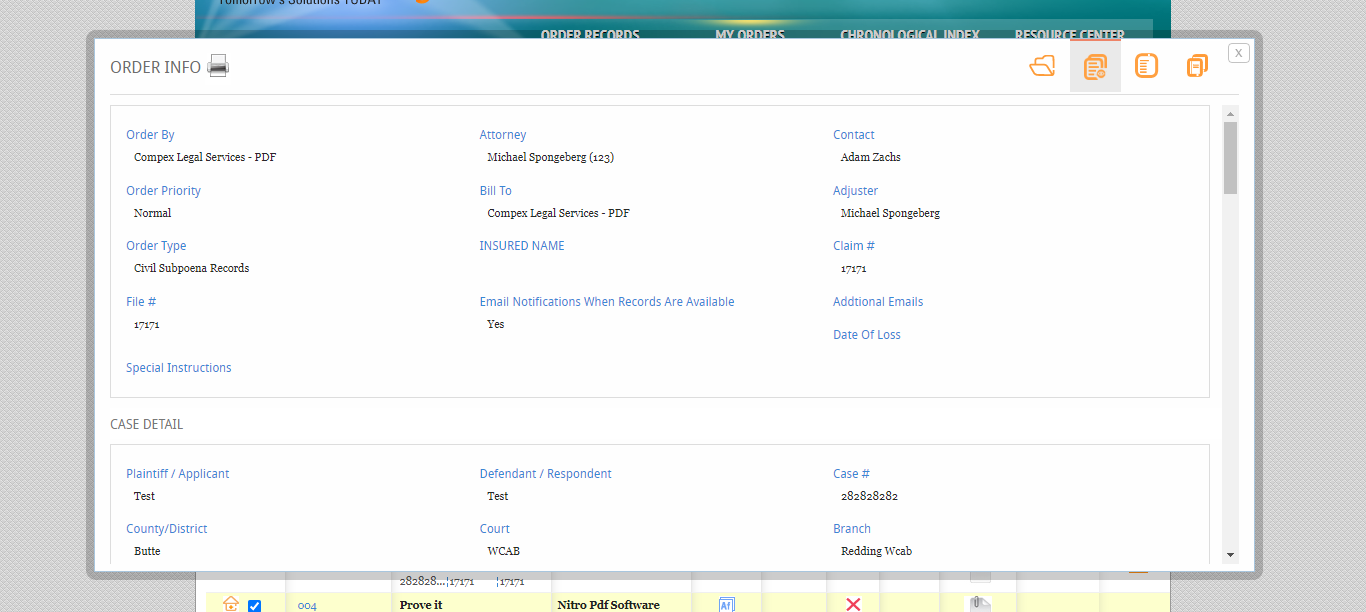 Tomorrow's Solutions TODAY
ORDER RECORDS MY ORDERS CHRONOLOGICAL INDEX RESOURCE CENTER
ORDER INFO
X
Order By Attorney Contact
Compex Legal Services - PDF Michael Spongeberg (123) Adam Zachs
Order Priority Bill To Adjuster
Normal Compex Legal Services - PDF Michael Spongeberg
Order Type INSURED NAME Claim #
Civil Subpoena Records 17171
File # Email Notifications When Records Are Available Addtional Emails
17171 Yes
Date Of Loss
Special Instructions
CASE DETAIL
Plaintiff / Applicant Defendant / Respondent Case #
Test Test 282828282
County/District Court Branch
Butte WCAB Redding Wcab
282828...¦17171 ¦17171
004 Prove it Nitro Pdf Software Af